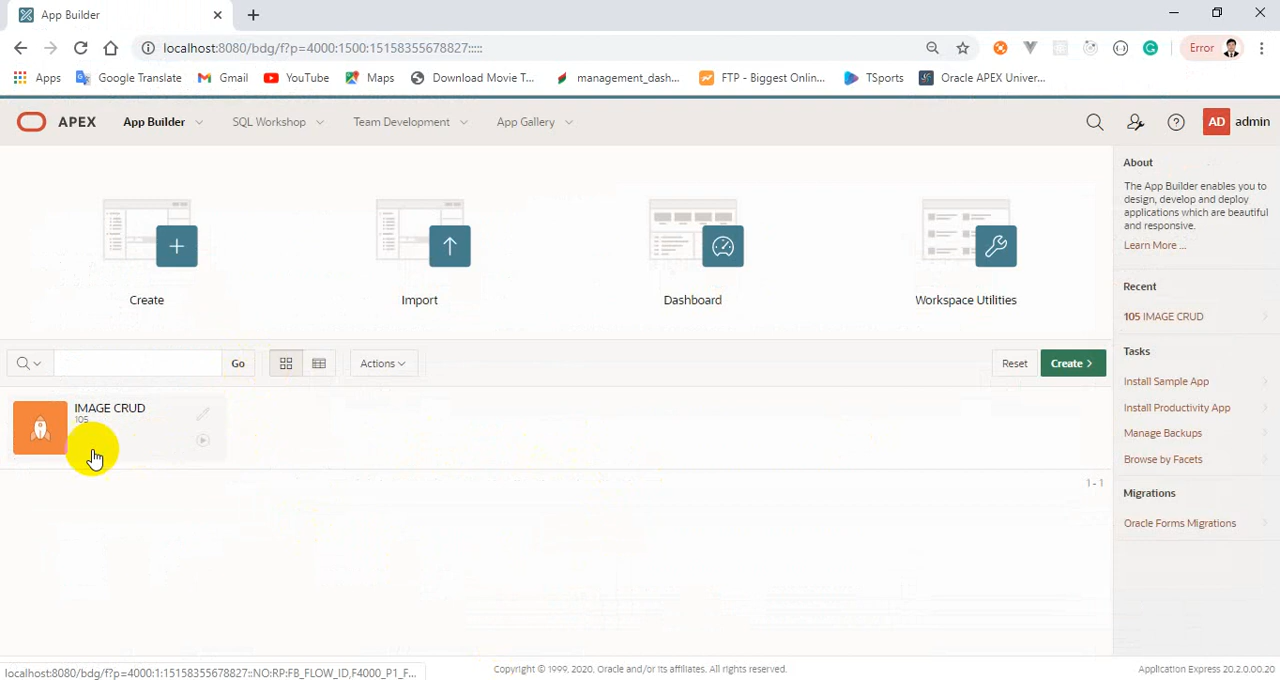 App Builder
localhost:8080/bdg/f?p=4000:1500:15158355678827:::::
Error
Apps Google Translate Gmail YouTube Maps Download Movie T... management_dash... FTP - Biggest Onlin... TSports Oracle APEX Univer...
APEX App Builder SQL Workshop Team Development App Gallery AD admin
About
The App Builder enables you to
design, develop and deploy
applications which are beautiful
and responsive.
Learn More ...
Create Import Dashboard Workspace Utilities
Recent
105 IMAGE CRUD
Go Actions Reset Create
Tasks
Install Sample App
Install Productivity App
Manage Backups
Browse by Facets
IMAGE CRUD
105
1 - 1
Migrations
Oracle Forms Migrations
localhost:8080/bdg/f?p=4000:1:15158355678827::NO:RP:FB_FLOW_ID,F4000_P1_F...
Copyright © 1999, 2020, Oracle and/or its affiliates. All rights reserved.
Application Express 20.2.0.00.20